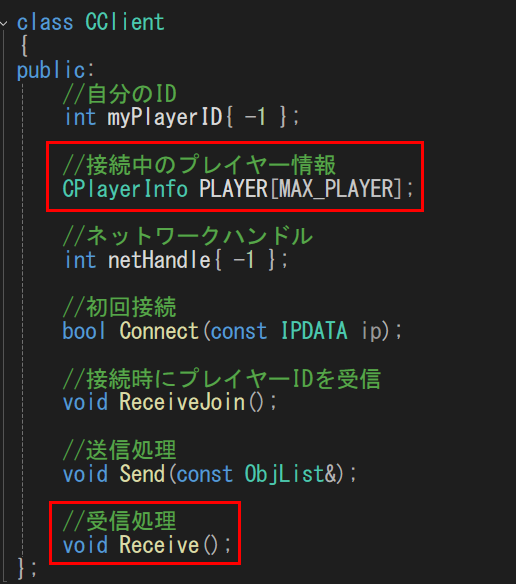 class CClient
{
public:
//自分のID
int myPlayerID{ -1 };
//接続中のプレイヤー情報
CPlayerInfo PLAYER[MAX_PLAYER];
//ネットワークハンドル
int netHandle{ -1 };
//初回接続
bool Connect(const IPDATA ip);
//接続時にプレイヤーIDを受信
void ReceiveJoin();
//送信処理
void Send(const ObjList&);
//受信処理
void Receive();
};